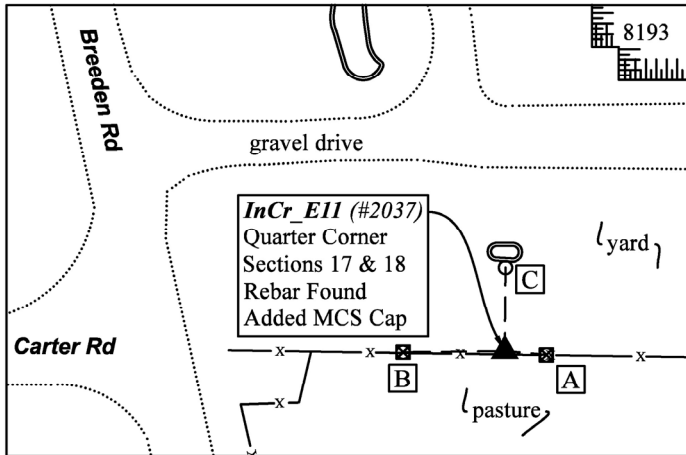 8193
Breeden Rd
gravel drive
InCr_E11 (#2037)
Quarter Corner
Sections 17 & 18
Rebar Found
Added MCS Cap
yard
C
Carter Rd
x
x
x
x
B
A
x
pasture
x